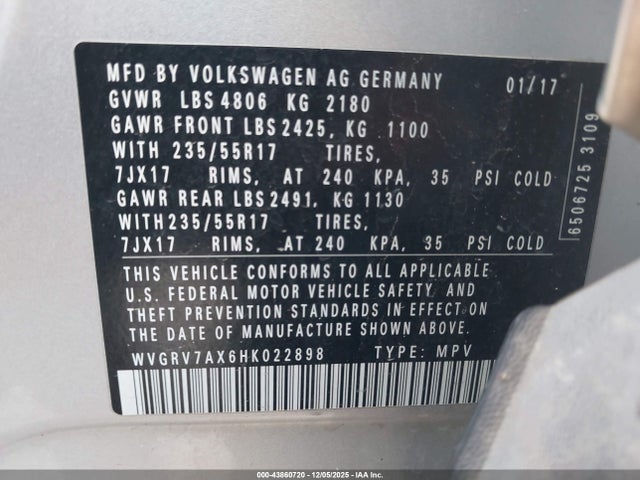 MFD BY VOLKSWAGEN AG GERMANY 01/17
GVWR LBS 4806 KG 2180
GAWR FRONT LBS 2425, KG 1100
WITH 235/55R17 TIRES,
7JX17 RIMS, AT 240 KPA, 35 PSI COLD
GAWR REAR LBS 2491, KG 1130
WITH235/55R17 TIRES,
7JX17 RIMS, AT 240 KPA, 35 PSI COLD
THIS VEHICLE CONFORMS TO ALL APPLICABLE
U.S. FEDERAL MOTOR VEHICLE SAFETY, AND
THEFT PREVENTION STANDARDS IN EFFECT ON
THE DATE OF MANUFACTURE SHOWN ABOVE.
WVGRV7AX6HK022898 TYPE: MPV
6506725 3109
000-43860720 12/05/2025 IAA Inc.